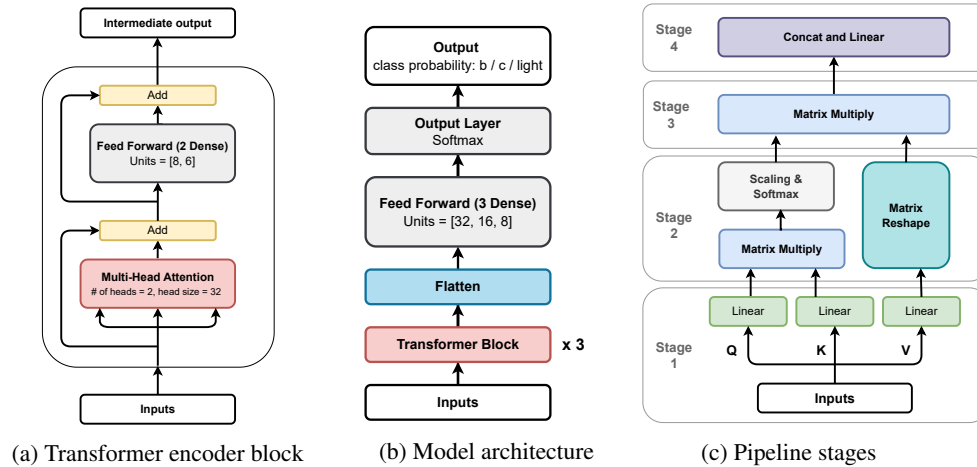 Intermediate output
Add
Feed Forward (2 Dense)
Units = [8, 6]
Add
Multi-Head Attention
# of heads = 2, head size = 32
Inputs
(a) Transformer encoder block
Output
class probability: b / c / light
Output Layer
Softmax
Feed Forward (3 Dense)
Units = [32, 16, 8]
Flatten
Transformer Block
x 3
Inputs
(b) Model architecture
Stage
4
Concat and Linear
Stage
3
Matrix Multiply
Stage
2
Scaling &
Softmax
Matrix
Reshape
Matrix Multiply
Stage
1
Linear
Linear
Linear
Q
K
V
Inputs
(c) Pipeline stages